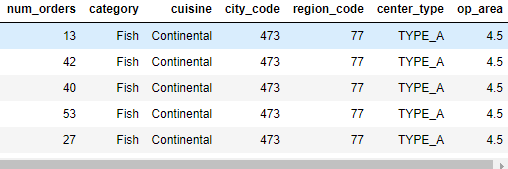 num_orders category cuisine city_code region_code center_type op_area
13 Fish Continental 473 77 TYPE_A 4.5
42 Fish Continental 473 77 TYPE_A 4.5
40 Fish Continental 473 77 TYPE_A 4.5
53 Fish Continental 473 77 TYPE_A 4.5
27 Fish Continental 473 77 TYPE_A 4.5